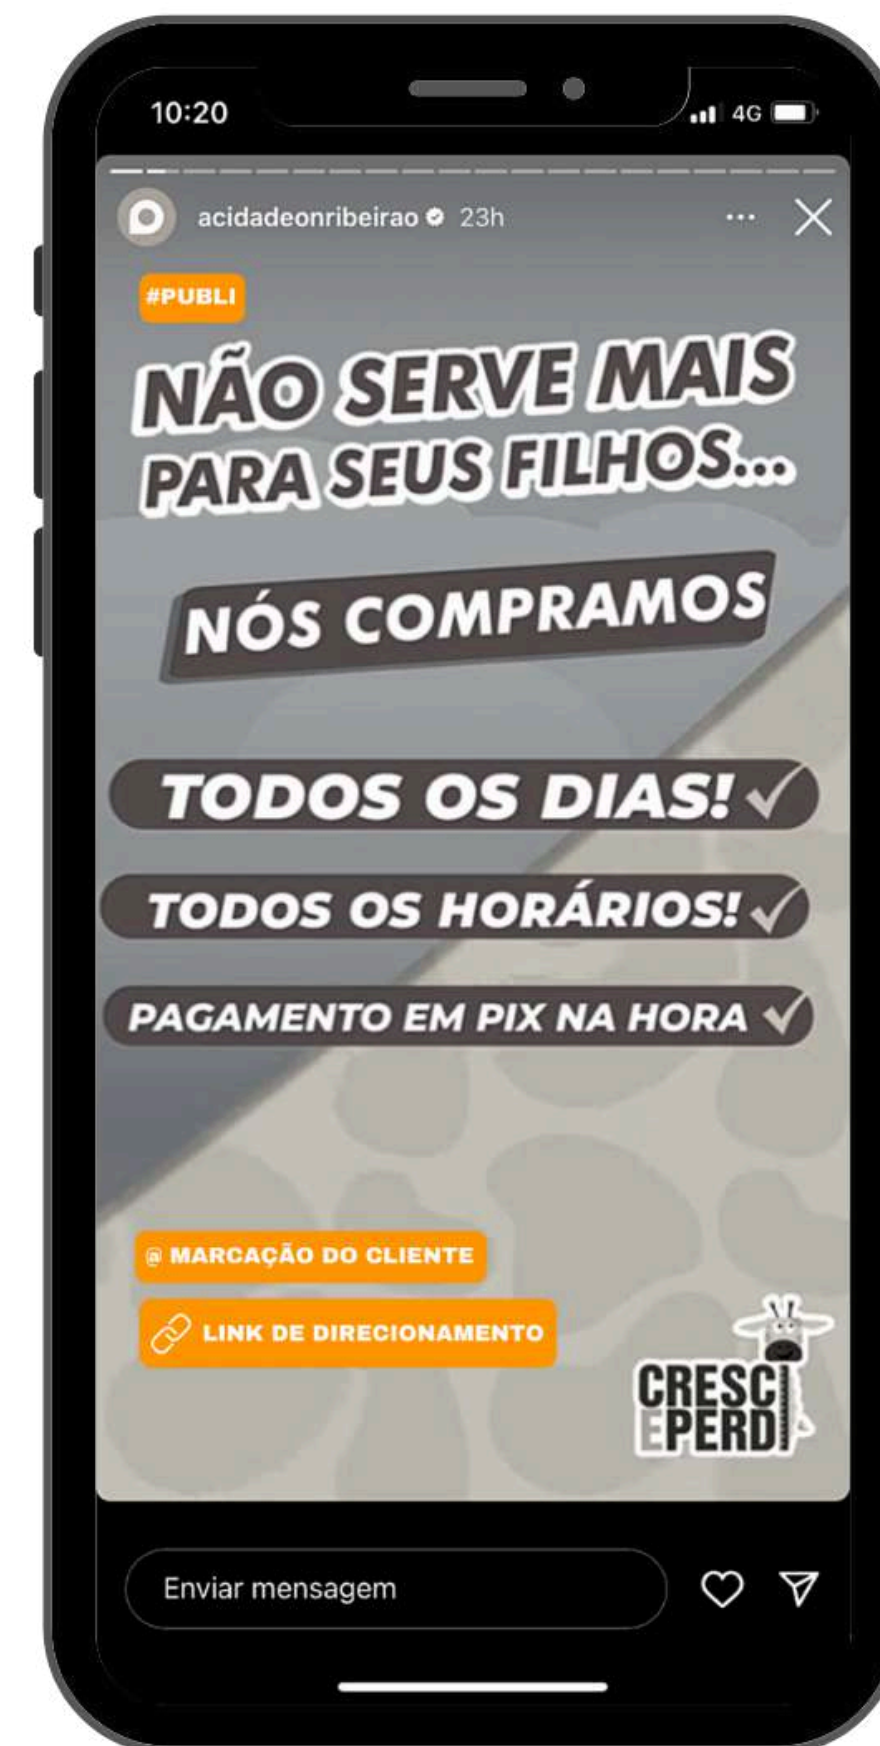 10:20
4G
acidadeonribeirao 23h
#PUBLI
NÃO SERVE MAIS
PARA SEUS FILHOS...
NÓS COMPRAMOS
TODOS OS DIAS!
TODOS OS HORÁRIOS!
PAGAMENTO EM PIX NA HORA
@ MARCAÇÃO DO CLIENTE
LINK DE DIRECIONAMENTO
CRESCI
EPERDI
Enviar mensagem